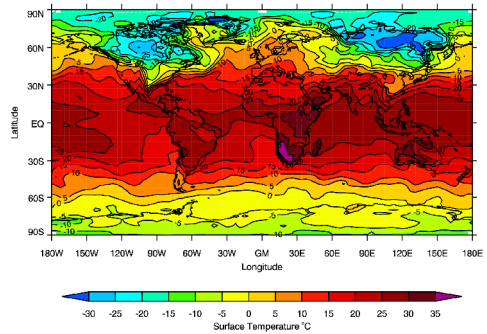 90N
60N
30N
EQ
30S
60S
90S
Latitude
180W 150W 120W 90W 60W 30W GM 30E 60E 90E 120E 150E 180E
Longitude
-30 -25 -20 -15 -10 -5 0 5 10 15 20 25 30 35
Surface Temperature °C